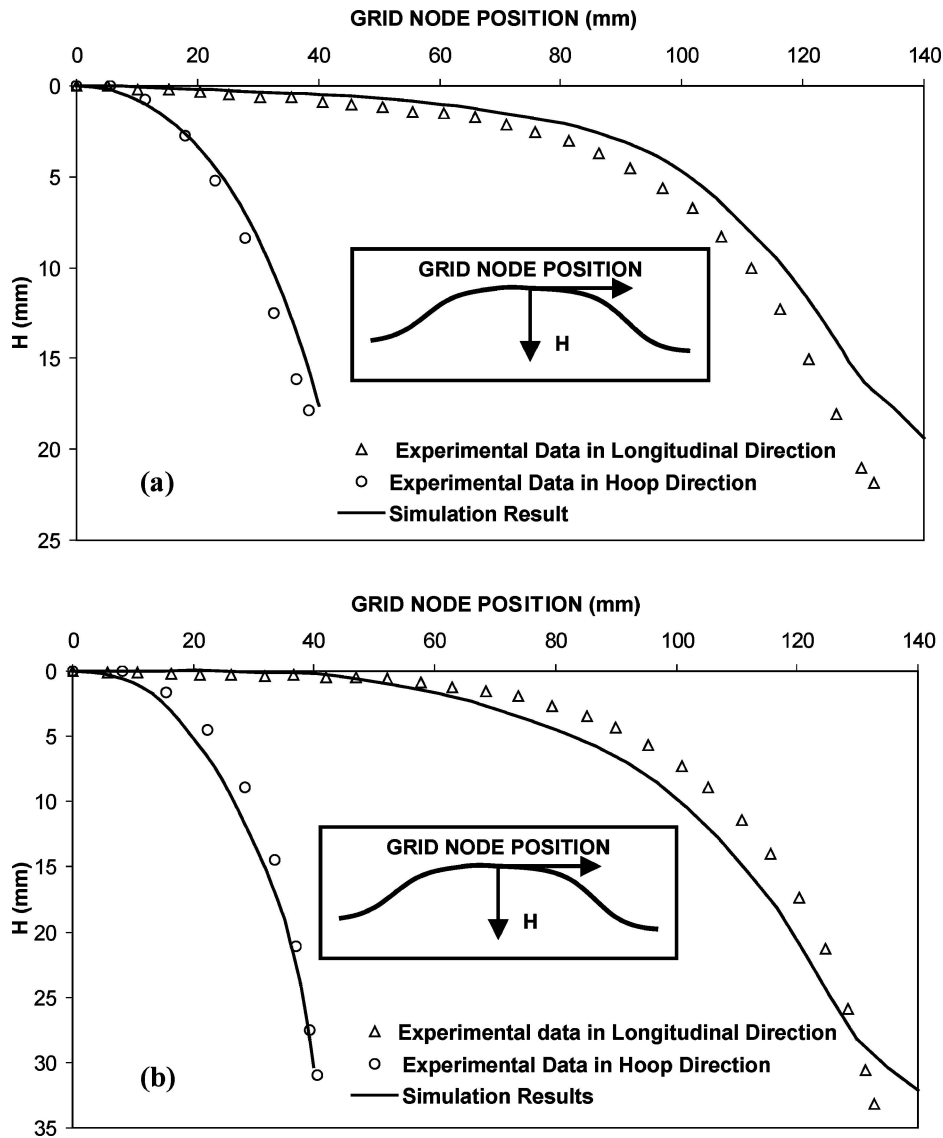 GRID NODE POSITION (mm)
0 20 40 60 80 100 120 140
0
5
10
15
20
25
H (mm)
GRID NODE POSITION
H
Experimental Data in Longitudinal Direction
Experimental Data in Hoop Direction
Simulation Result
(a)
GRID NODE POSITION (mm)
0 20 40 60 80 100 120 140
0
5
10
15
20
25
30
35
H (mm)
GRID NODE POSITION
H
Experimental data in Longitudinal Direction
Experimental Data in Hoop Direction
Simulation Results
(b)